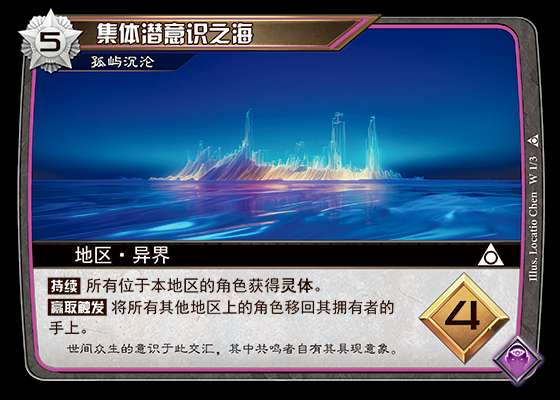 5
集体潜意识之海
孤屿沉沦
地区·异界
Illus. Locatio Chen W 1/3
持续 所有位于本地区的角色获得灵体。
赢取触发 将所有其他地区上的角色移回其拥有者的
手上。
世间众生的意识于此交汇，其中共鸣者自有其具现意象。
4